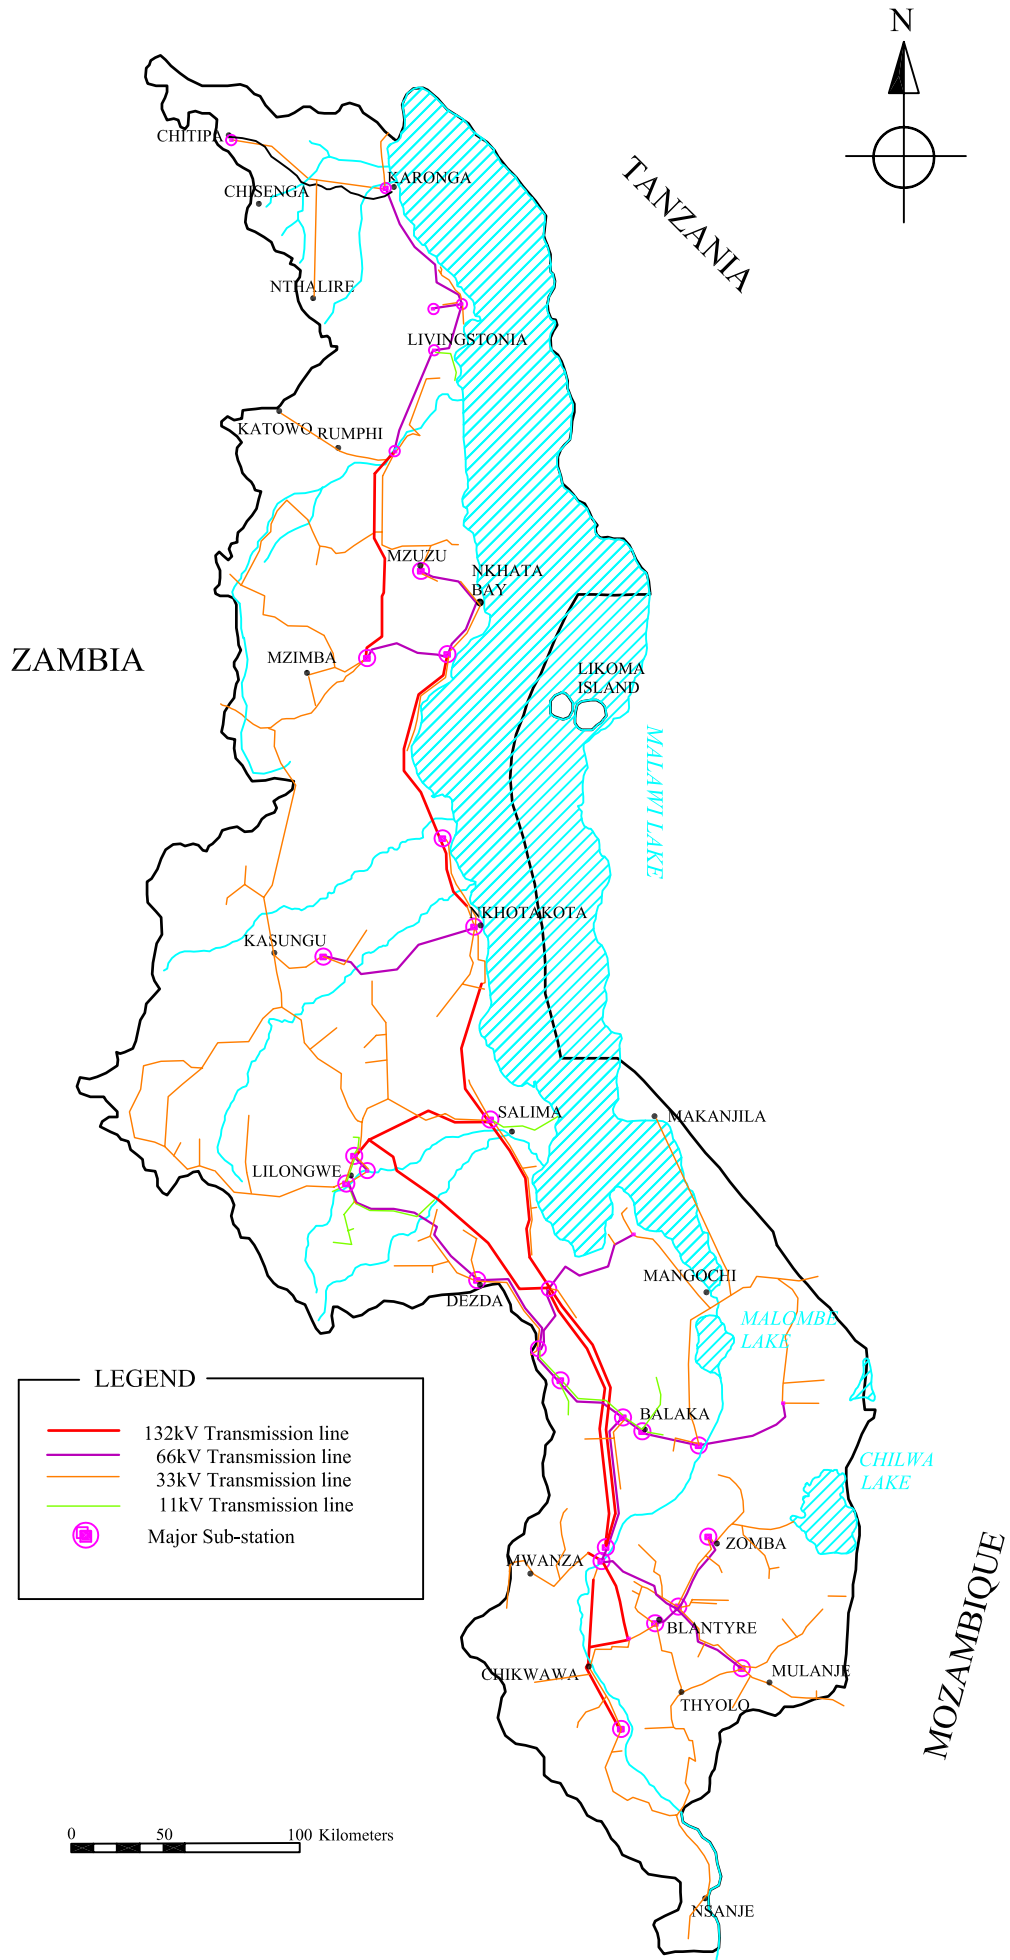 N
CHITIPA
TANZANIA
KARONGA
CHISENGA
NTHALIRE
LIVINGSTONIA
KATOWO
RUMPHI
MZUZU
NKHATA
BAY
ZAMBIA
MZIMBA
LIKOMA
ISLAND
MALAWI LAKE
NKHOTAKOTA
KASUNGU
SALIMA
MAKANJILA
LILONGWE
MANGOCHI
DEZDA
MALOMBE
LAKE
LEGEND
132kV Transmission line
66kV Transmission line
33kV Transmission line
11kV Transmission line
Major Sub-station
BALAKA
CHILWA
LAKE
MWANZA
ZOMBA
MOZAMBIQUE
BLANTYRE
CHIKWAWA
MULANJE
THYOLO
0 50 100 Kilometers
NSANJE